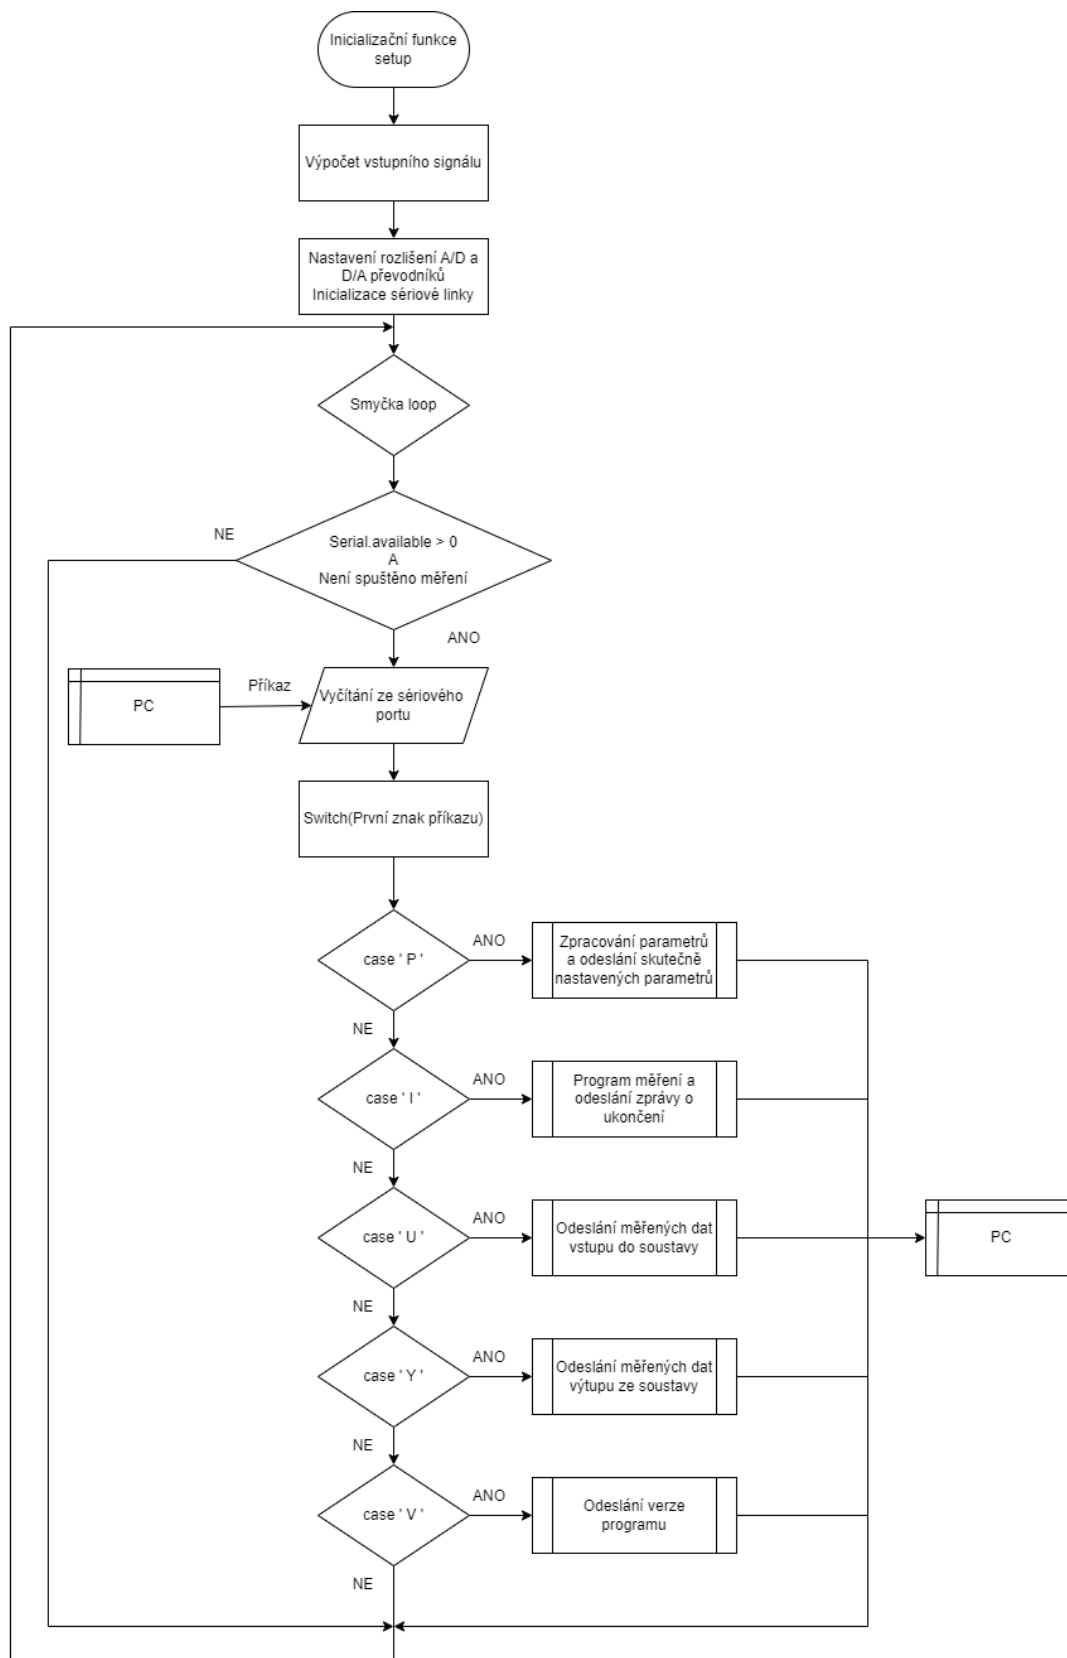 Inicializační funkce
setup
Výpočet vstupního signálu
Nastavení rozlišení A/D a
D/A převodníků
Inicializace sériové linky
Smyčka loop
NE
Serial.available > 0
A
Není spuštěno měření
ANO
PC
Příkaz
Vyčítání ze sériového
portu
Switch(První znak příkazu)
case ' P '
ANO
Zpracování parametrů
a odeslání skutečně
nastavených parametrů
NE
case ' I '
ANO
Program měření a
odeslání zprávy o
ukončení
NE
case ' U '
ANO
Odeslání měřených dat
vstupu do soustavy
PC
NE
case ' Y '
ANO
Odeslání měřených dat
výtupu ze soustavy
NE
case ' V '
ANO
Odeslání verze
programu
NE